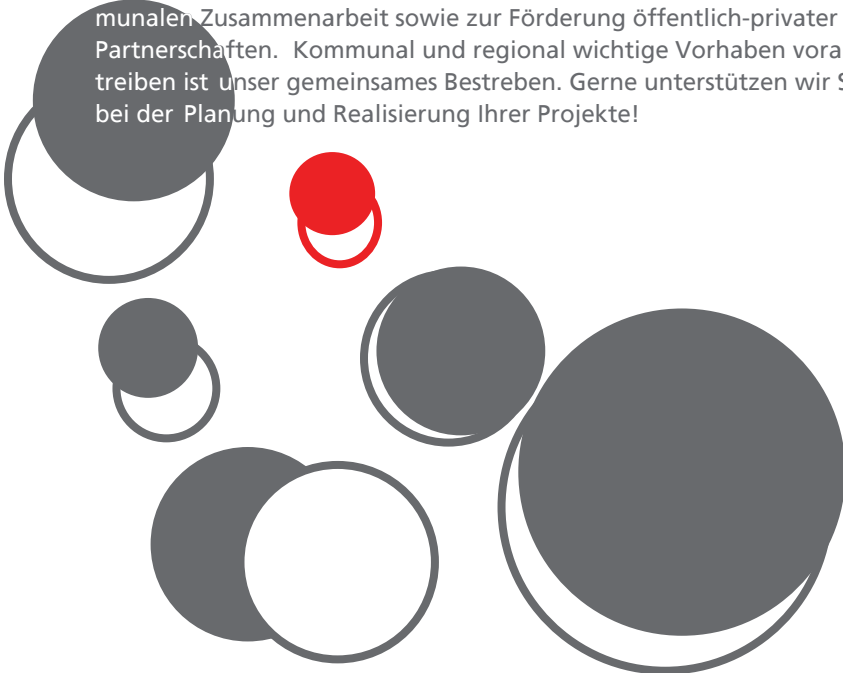 munalen Zusammenarbeit sowie zur Förderung öffentlich-privater
Partnerschaften. Kommunal und regional wichtige Vorhaben vora
treiben ist unser gemeinsames Bestreben. Gerne unterstützen wir S
bei der Planung und Realisierung Ihrer Projekte!